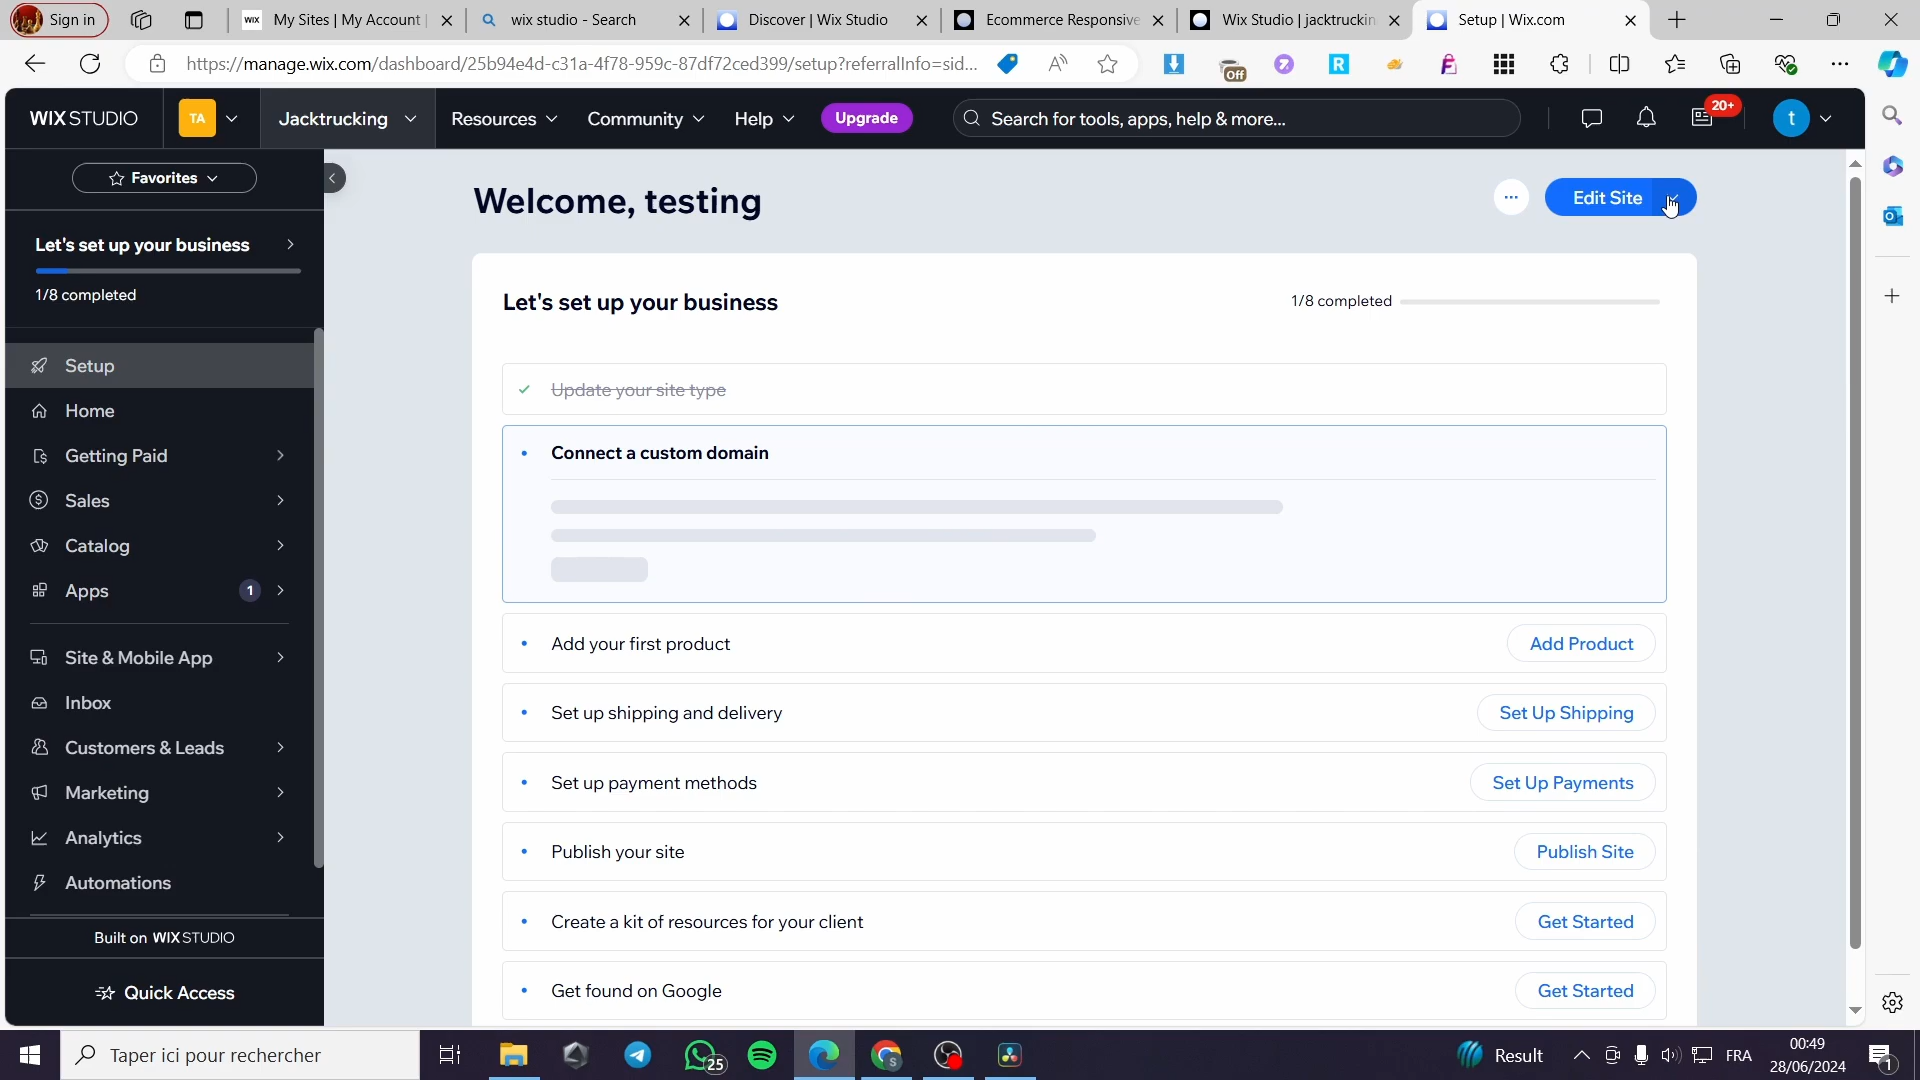 Sign in
My Sites | My Account |
wix studio - Search
Discover | Wix Studio
Ecommerce Responsive
Wix Studio | jacktruckin
Setup | Wix.com
https://manage.wix.com/dashboard/25b94e4d-c31a-4f78-959c-87df72ced399/setup?referralInfo=sid...
Off
WIX STUDIO
TA
Jacktrucking
Resources
Community
Help
Upgrade
Search for tools, apps, help & more...
20+
t
Favorites
Let's set up your business
1/8 completed
Setup
Home
Getting Paid
Sales
Catalog
Apps
1
Site & Mobile App
Inbox
Customers & Leads
Marketing
Analytics
Automations
Built on WIX STUDIO
Quick Access
Welcome, testing
Edit Site
Let's set up your business
1/8 completed
Update your site type
Connect a custom domain
Add your first product
Add Product
Set up shipping and delivery
Set Up Shipping
Set up payment methods
Set Up Payments
Publish your site
Publish Site
Create a kit of resources for your client
Get Started
Get found on Google
Get Started
Taper ici pour rechercher
25
Result
FRA
00:49
28/06/2024
1